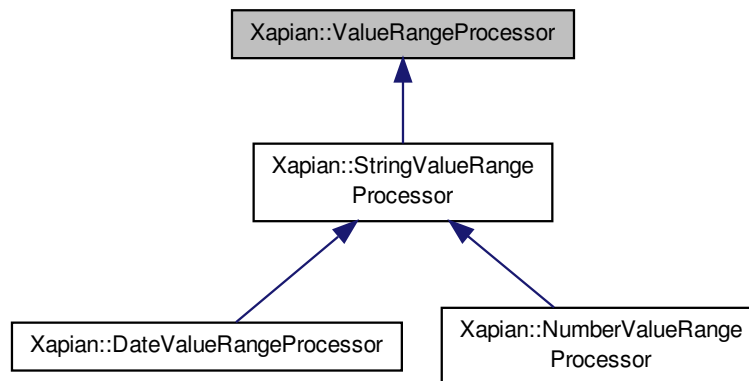 Xapian::ValueRangeProcessor
Xapian::StringValueRange
Processor
Xapian::DateValueRangeProcessor
Xapian::NumberValueRange
Processor